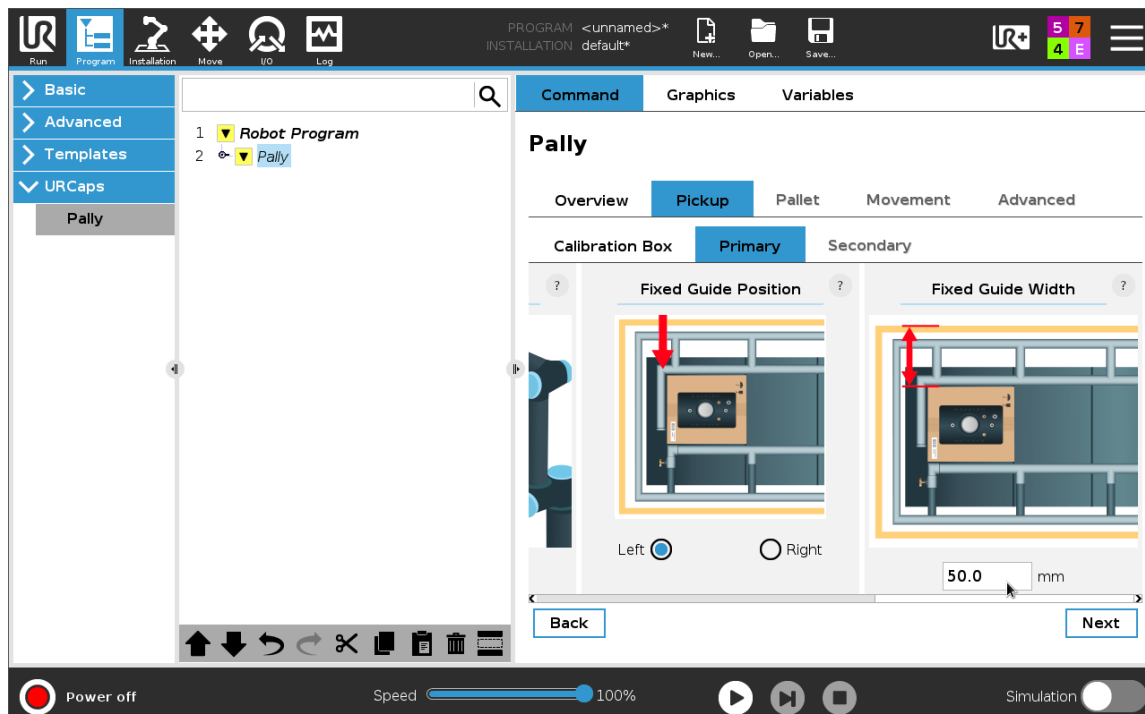 PROGRAM <unnamed>*
INSTALLATION default*
Run
Program
Installation
Move
I/O
Log
New...
Open...
Save...
UR+
5 7
4 E
Basic
Advanced
Templates
URCaps
Pally
1 Robot Program
2 Pally
Command Graphics Variables
Pally
Overview Pickup Pallet Movement Advanced
Calibration Box Primary Secondary
?
Fixed Guide Position ?
Fixed Guide Width ?
Left Right
50.0 mm
Back Next
Power off
Speed 100%
Simulation